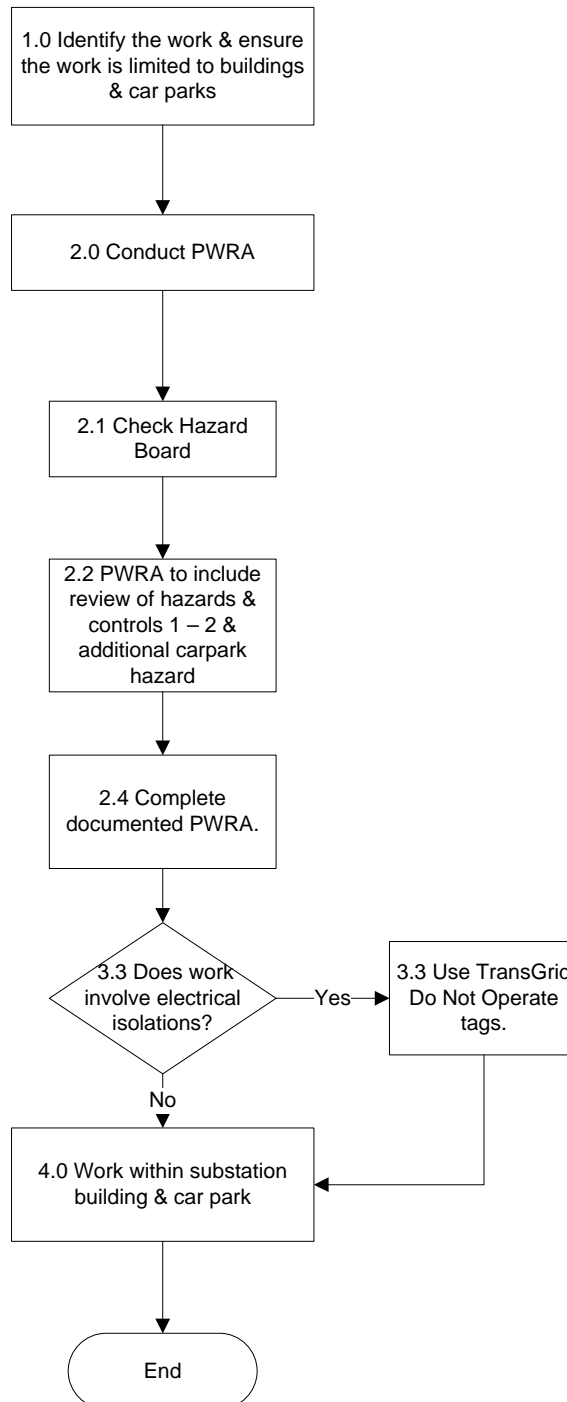 1.0 Identify the work & ensure
the work is limited to buildings
& car parks
2.0 Conduct PWRA
2.1 Check Hazard
Board
2.2 PWRA to include
review of hazards &
controls 1 – 2 &
additional carpark
hazard
2.4 Complete
documented PWRA.
3.3 Does work
involve electrical
isolations?
Yes
3.3 Use TransGrid
Do Not Operate
tags.
No
4.0 Work within substation
building & car park
End